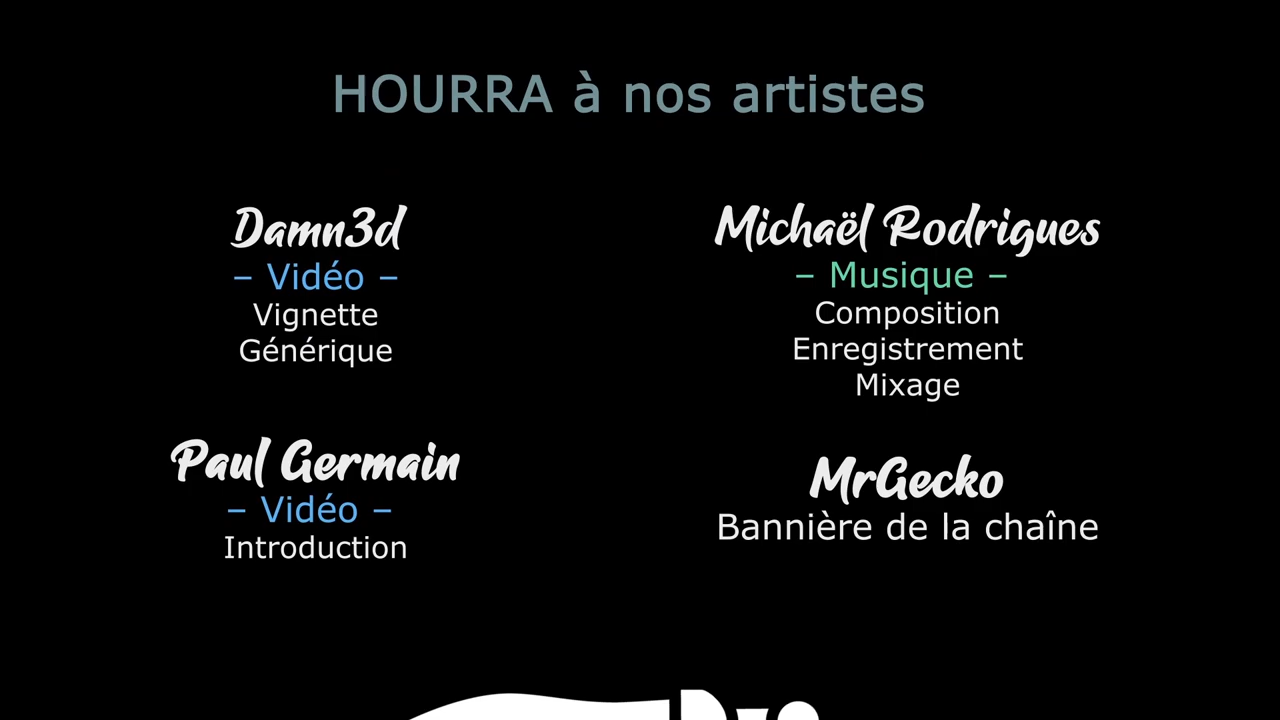 HOURRA à nos artistes
Damn3d
– Vidéo –
Vignette
Générique
Michaël Rodrigues
– Musique –
Composition
Enregistrement
Mixage
Paul Germain
– Vidéo –
Introduction
MrGecko
Bannière de la chaîne